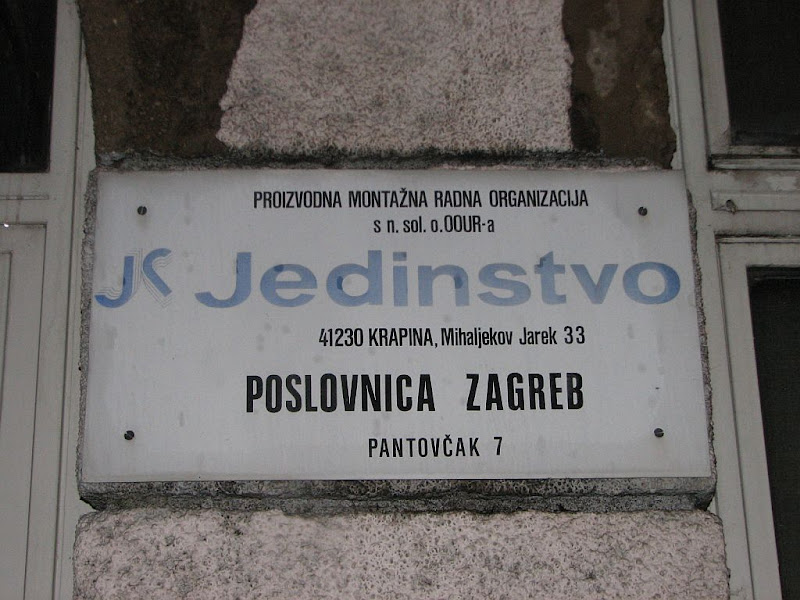 PROIZVODNA MONTAŽNA RADNA ORGANIZACIJA
s n. sol. o. OOUR-a
JK Jedinstvo
41230 KRAPINA, Mihaljekov Jarek 33
POSLOVNICA ZAGREB
PANTOVČAK 7